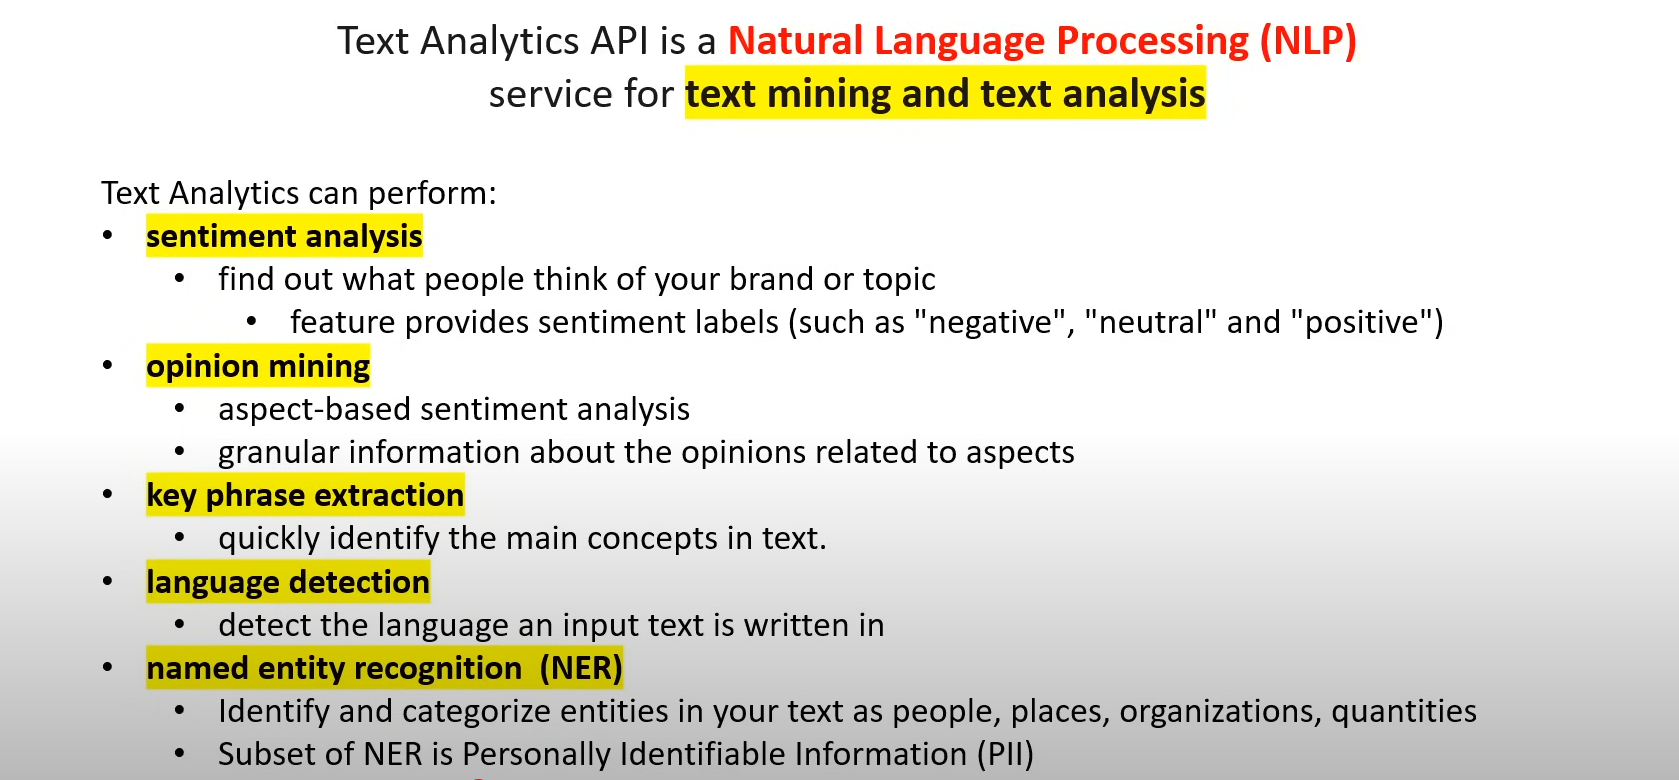 Text Analytics API is a Natural Language Processing (NLP)
service for text mining and text analysis
Text Analytics can perform:
• sentiment analysis
• find out what people think of your brand or topic
• feature provides sentiment labels (such as "negative", "neutral" and "positive")
• opinion mining
• aspect-based sentiment analysis
• granular information about the opinions related to aspects
• key phrase extraction
• quickly identify the main concepts in text.
• language detection
• detect the language an input text is written in
• named entity recognition (NER)
• Identify and categorize entities in your text as people, places, organizations, quantities
• Subset of NER is Personally Identifiable Information (PII)